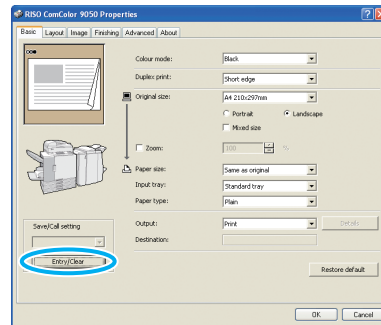 RISO ComColor 9050 Properties
Basic Layout Image Finishing Advanced About
Colour mode: Black
Duplex print: Short edge
Original size: A4 210x297mm
Portrait Landscape
Mixed size
Zoom: 100 %
Paper size: Same as original
Input tray: Standard tray
Paper type: Plain
Save/Call setting
Entry/Clear
Output: Print Details
Destination:
Restore default
OK Cancel